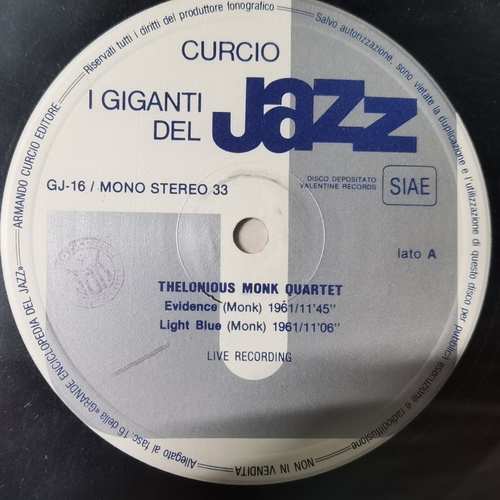 Riservati tutti i diritti del produttore fonografico
Salvo autorizzazione, sono vietate la duplicazione e l'utilizzazione di questo disco per pubblica esecuzione e radiodiffusione
CURCIO
I GIGANTI
DEL
Jazz
DISCO DEPOSITATO
VALENTINE RECORDS
SIAE
GJ-16 / MONO STEREO 33
lato A
THELONIOUS MONK QUARTET
Evidence (Monk) 1961/11'45"
Light Blue (Monk) 1961/11'06"
LIVE RECORDING
ARMANDO CURCIO EDITORE
Allegato al fasc. 16 della «GRANDE ENCICLOPEDIA DEL JAZZ»
NON IN VENDITA